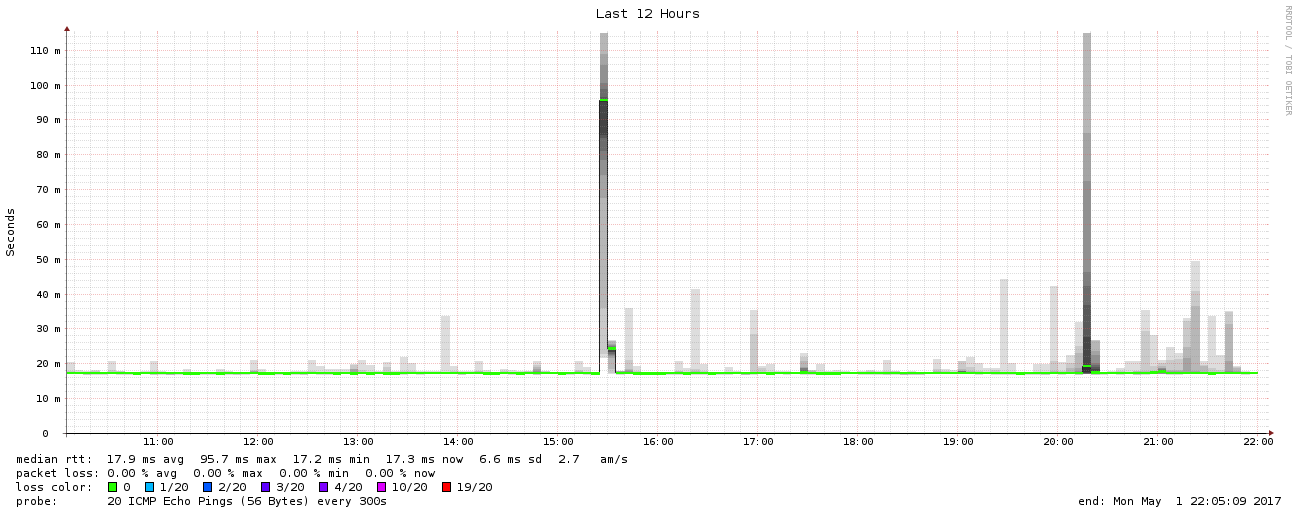 Last 12 Hours
RRDTOOL / TOBI OETIKER
Seconds
110 m
100 m
90 m
80 m
70 m
60 m
50 m
40 m
30 m
20 m
10 m
0
11:00 12:00 13:00 14:00 15:00 16:00 17:00 18:00 19:00 20:00 21:00 22:00
median rtt: 17.9 ms avg 95.7 ms max 17.2 ms min 17.3 ms now 6.6 ms sd 2.7 am/s
packet loss: 0.00 % avg 0.00 % max 0.00 % min 0.00 % now
loss color: 0 1/20 2/20 3/20 4/20 10/20 19/20
probe: 20 ICMP Echo Pings (56 Bytes) every 300s end: Mon May 1 22:05:09 2017